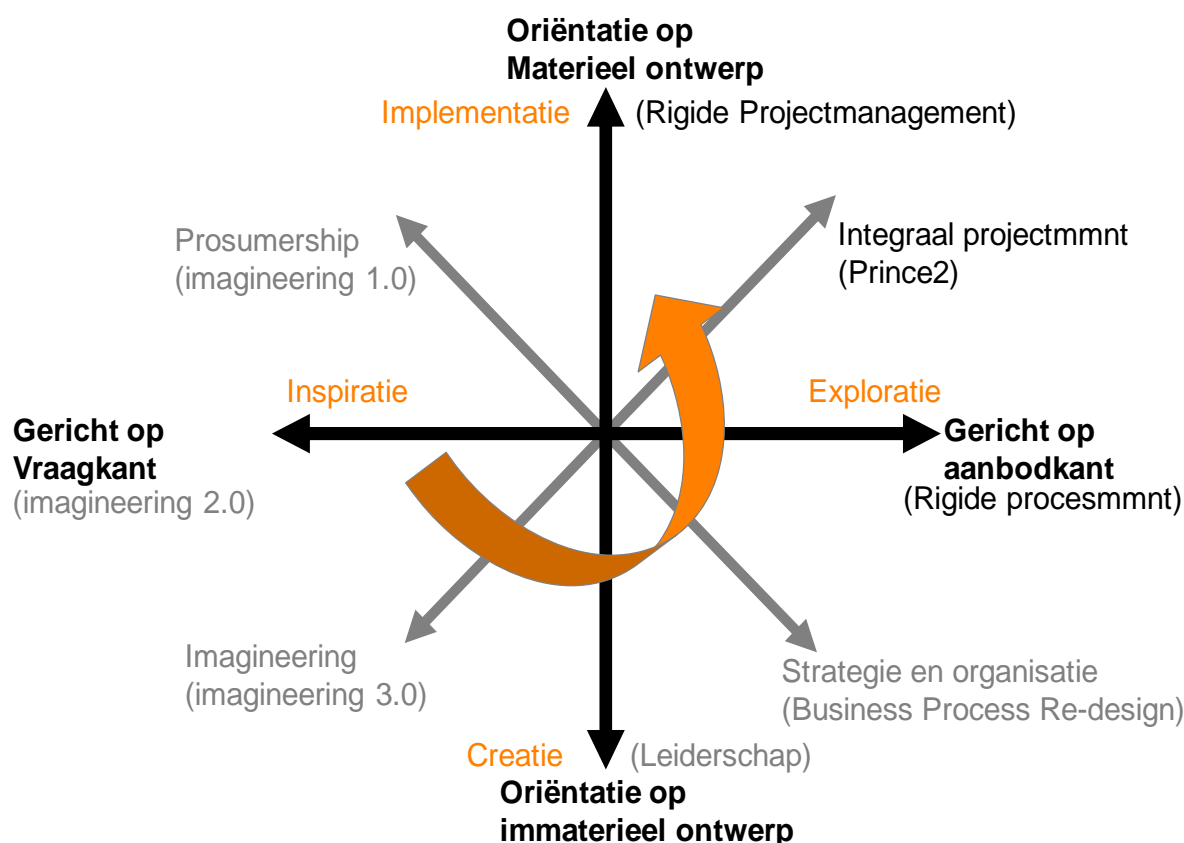 Oriëntatie op
Materieel ontwerp
Implementatie
(Rigide Projectmanagement)
Prosumership
(imagineering 1.0)
Integraal projectmmnt
(Prince2)
Inspiratie
Exploratie
Gericht op
Vraagkant
(imagineering 2.0)
Gericht op
aanbodkant
(Rigide procesmmnt)
Imagineering
(imagineering 3.0)
Strategie en organisatie
(Business Process Re-design)
Creatie
(Leiderschap)
Oriëntatie op
immaterieel ontwerp